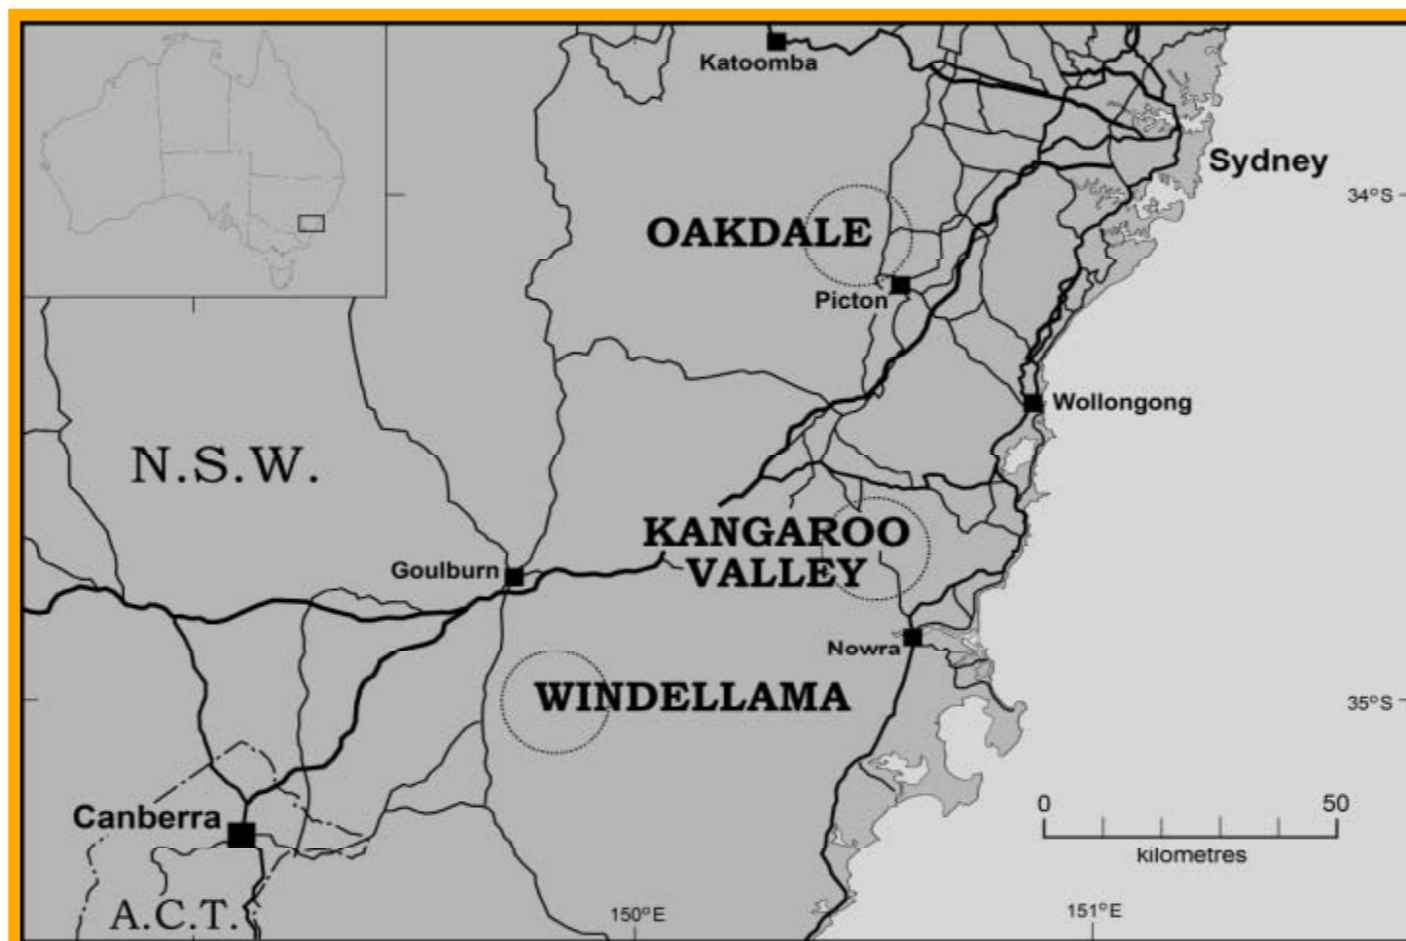 Katoomba
Sydney
34°S
OAKDALE
Picton
Wollongong
N.S.W.
KANGAROO
VALLEY
Goulburn
Nowra
WINDELLAMA
35°S
0 50
kilometres
Canberra
A.C.T.
150°E
151°E